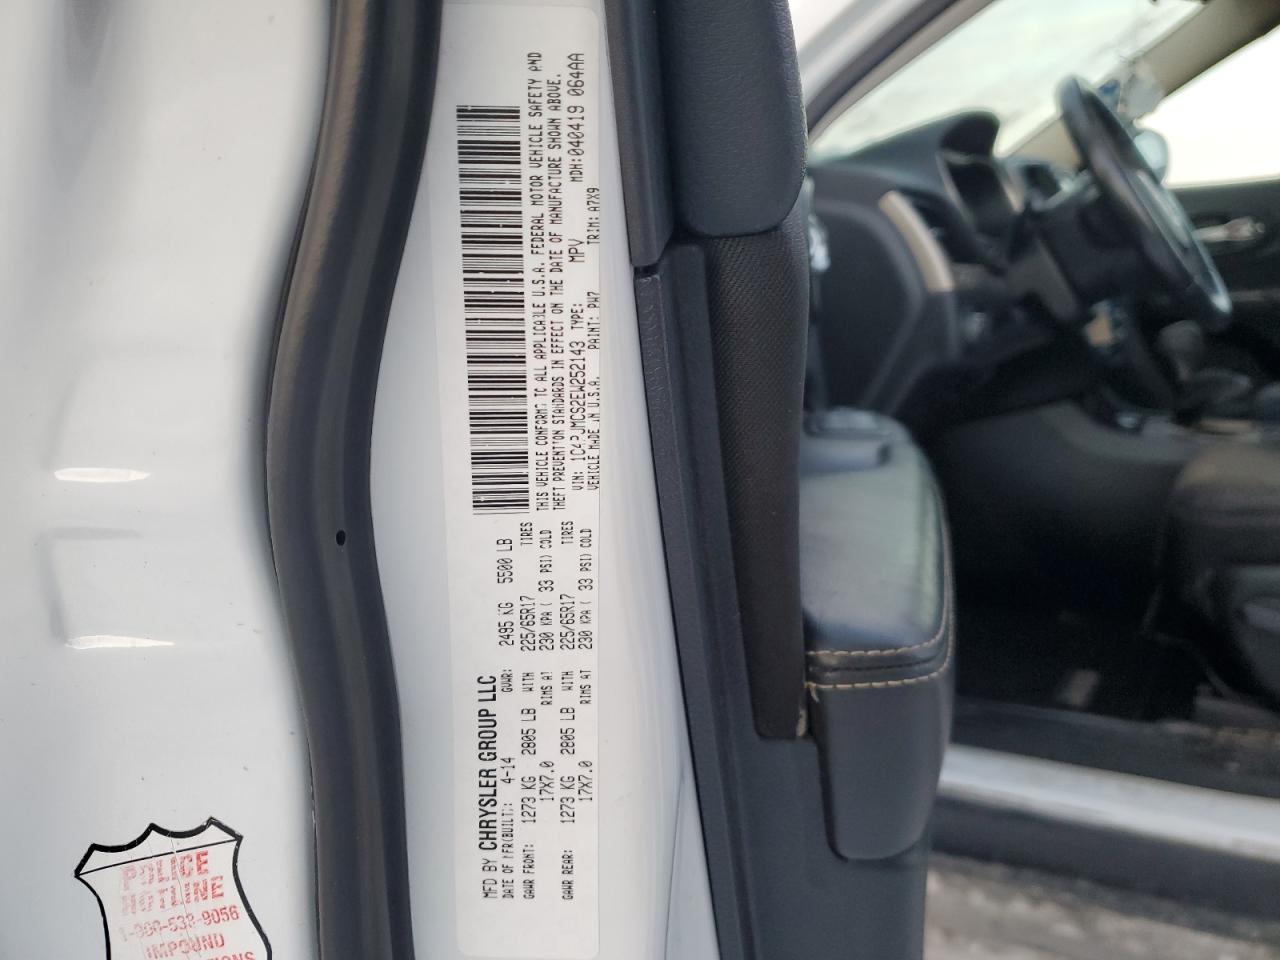 MFD BY CHRYSLER GROUP LLC
DATE OF MFR(BUILT): 4-14 GVWR: 2495 KG 5500 LB
GAWR FRONT: 1273 KG 2805 LB WITH 225/65R17 TIRES
17X7.0 RIMS AT 230 KPA ( 33 PSI) COLD
GAWR REAR: 1273 KG 2805 LB WITH 225/65R17 TIRES
17X7.0 RIMS AT 230 KPA ( 33 PSI) COLD
THIS VEHICLE CONFORMS TO ALL APPLICABLE U.S.A. FEDERAL MOTOR VEHICLE SAFETY AND
THEFT PREVENTION STANDARDS IN EFFECT ON THE DATE OF MANUFACTURE SHOWN ABOVE.
VIN: 1C4PJMCS2EW252143 TYPE: MPV MDH:040419 064AA
VEHICLE MADE IN U.S.A. PAINT: PW7 TRIM: A7X9
POLICE
1-800-538-9056
IMPOUND